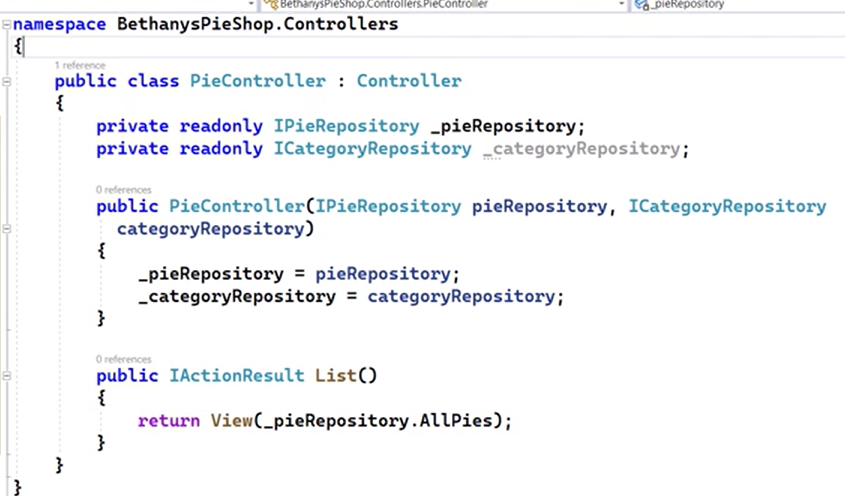 BethanysPieShop.Controllers.PieController
_pieRepository
namespace BethanysPieShop.Controllers
{
1 reference
public class PieController : Controller
{
private readonly IPieRepository _pieRepository;
private readonly ICategoryRepository _categoryRepository;
0 references
public PieController(IPieRepository pieRepository, ICategoryRepository
categoryRepository)
{
_pieRepository = pieRepository;
_categoryRepository = categoryRepository;
}
0 references
public IActionResult List()
{
return View(_pieRepository.AllPies);
}
}
}